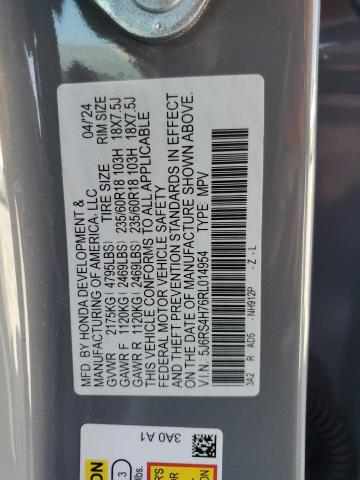 MFD. BY HONDA DEVELOPMENT & 04/'24
MANUFACTURING OF AMERICA, LLC
TIRE SIZE RIM SIZE
GVWR 2175KG( 4795LBS)
GAWR F 1120KG( 2469LBS) 235/60R18 103H 18X7.5J
GAWR R 1120KG( 2469LBS) 235/60R18 103H 18X7.5J
THIS VEHICLE CONFORMS TO ALL APPLICABLE
FEDERAL MOTOR VEHICLE SAFETY
AND THEFT PREVENTION STANDARDS IN EFFECT
ON THE DATE OF MANUFACTURE SHOWN ABOVE.
V.I.N.: 5J6RS4H76RL014954 TYPE: MPV
3A2 R AD5 - NH912P - Z - L
3A0 A1
3
lbs.